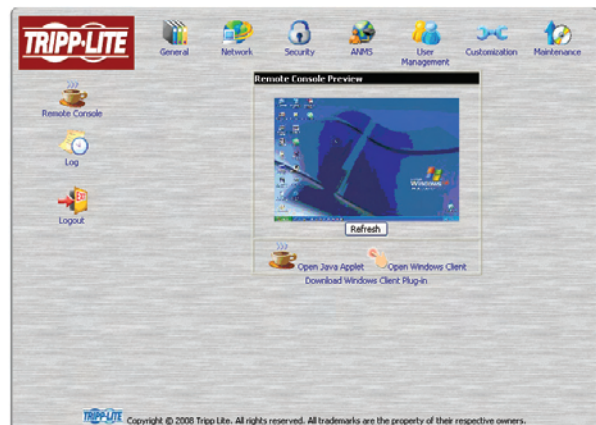 TRIPP·LITE
General
Network
Security
ANMS
User
Management
Customization
Maintenance
Remote Console
Log
EXIT
Logout
Remote Console Preview
Windows
Refresh
Open Java Applet
Open Windows Client
Download Windows Client Plug-in
TRIPP·LITE Copyright © 2008 Tripp Lite. All rights reserved. All trademarks are the property of their respective owners.